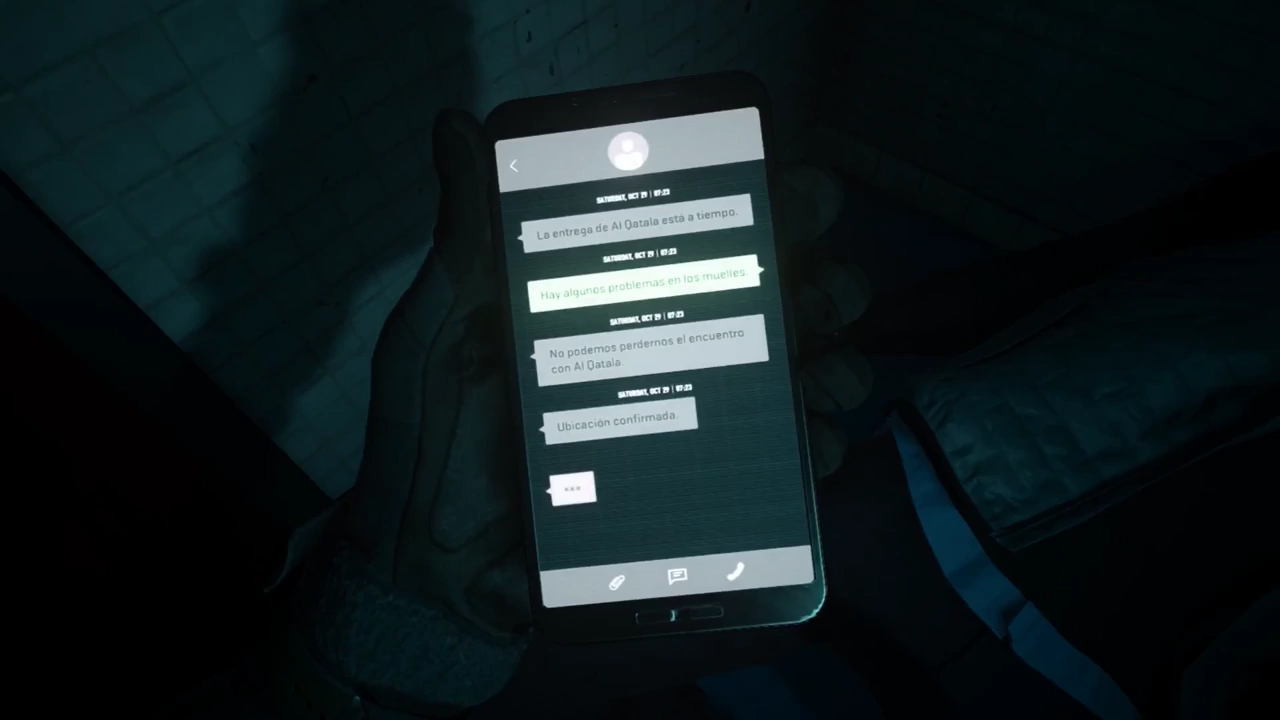 SATURDAY, OCT 29 | 07:23
La entrega de Al Qatala está a tiempo.
SATURDAY, OCT 29 | 07:23
Hay algunos problemas en los muelles.
SATURDAY, OCT 29 | 07:23
No podemos perdernos el encuentro
con Al Qatala.
SATURDAY, OCT 29 | 07:23
Ubicación confirmada.